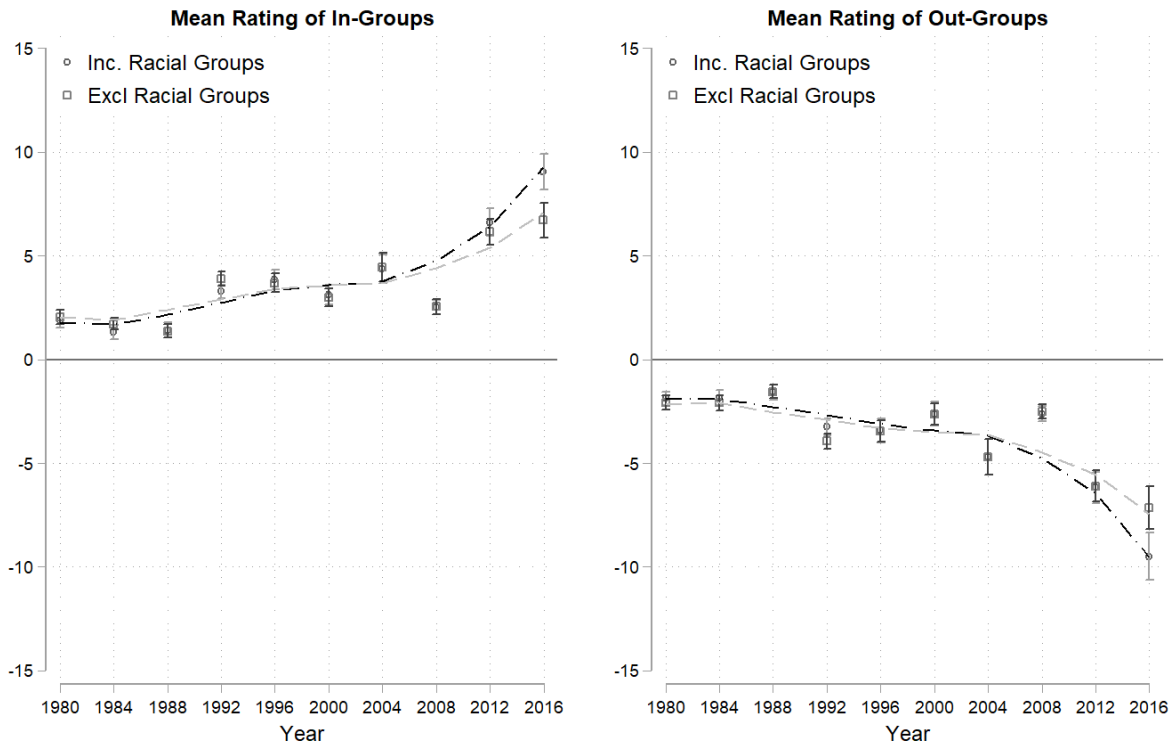 Mean Rating of In-Groups
15
10
5
0
-5
-10
-15
Inc. Racial Groups
Excl Racial Groups
1980 1984 1988 1992 1996 2000 2004 2008 2012 2016
Year
Mean Rating of Out-Groups
15
10
5
0
-5
-10
-15
Inc. Racial Groups
Excl Racial Groups
1980 1984 1988 1992 1996 2000 2004 2008 2012 2016
Year